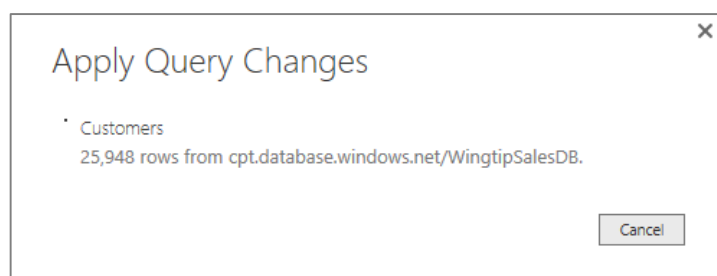 Apply Query Changes
Customers
25,948 rows from cpt.database.windows.net/WingtipSalesDB.
Cancel